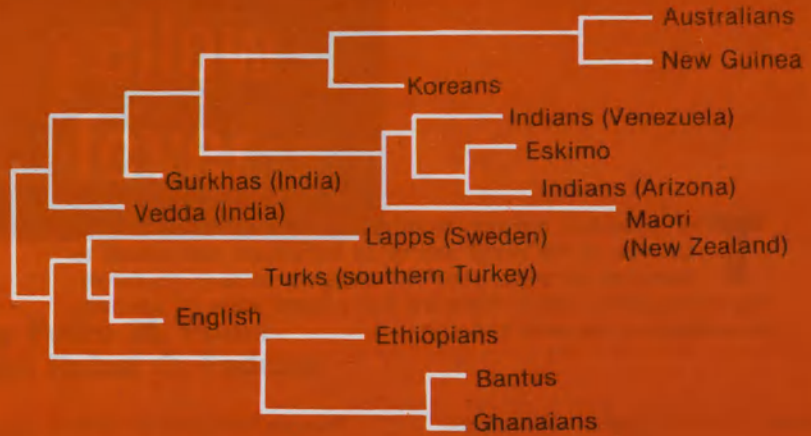 Australians
New Guinea
Koreans
Indians (Venezuela)
Eskimo
Indians (Arizona)
Gurkhas (India)
Vedda (India)
Maori
(New Zealand)
Lapps (Sweden)
Turks (southern Turkey)
English
Ethiopians
Bantus
Ghanaians